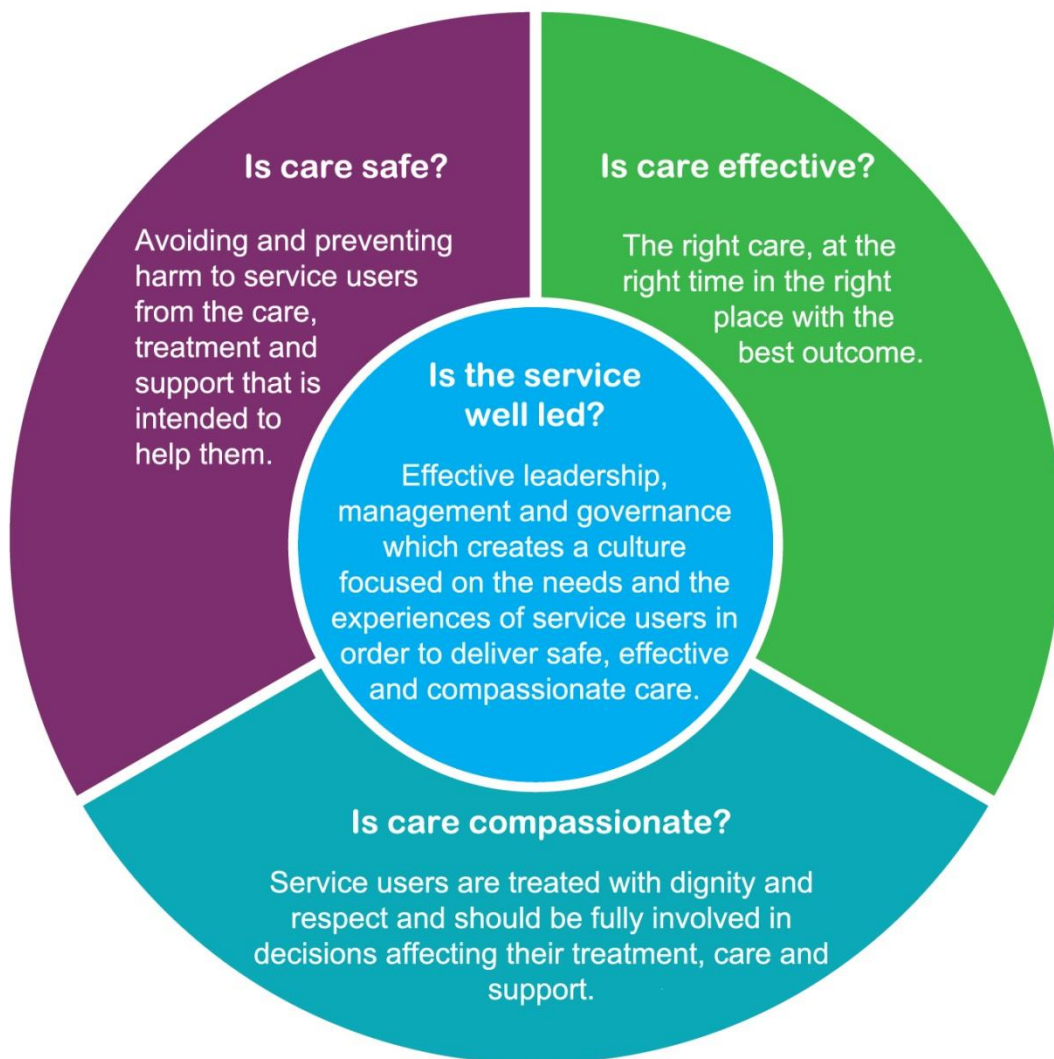 Is care safe?
Avoiding and preventing
harm to service users
from the care,
treatment and
support that is
intended to
help them.
Is care effective?
The right care, at the
right time in the right
place with the
best outcome.
Is the service
well led?
Effective leadership,
management and governance
which creates a culture
focused on the needs and the
experiences of service users in
order to deliver safe, effective
and compassionate care.
Is care compassionate?
Service users are treated with dignity and
respect and should be fully involved in
decisions affecting their treatment, care and
support.